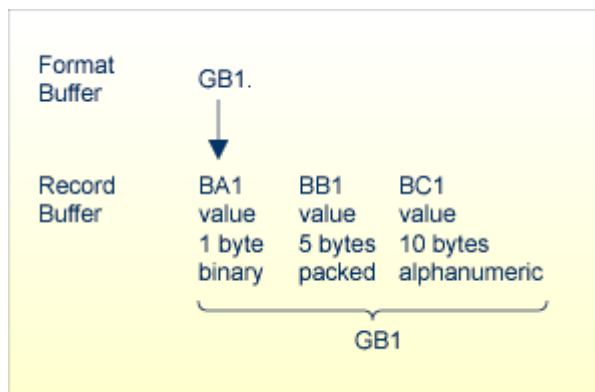 Format
Buffer
GB1.
Record
Buffer
BA1
value
1 byte
binary
BB1
value
5 bytes
packed
BC1
value
10 bytes
alphanumeric
GB1